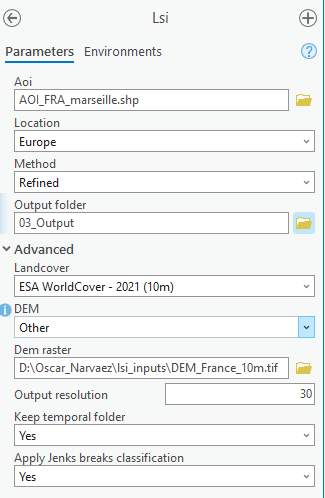 Lsi
Parameters Environments
Aoi
AOI_FRA_marseille.shp
Location
Europe
Method
Refined
Output folder
03_Output
Advanced
Landcover
ESA WorldCover - 2021 (10m)
DEM
Other
Dem raster
D:\Oscar_Narvaez\lsi_inputs\DEM_France_10m.tif
Output resolution 30
Keep temporal folder
Yes
Apply Jenks breaks classification
Yes